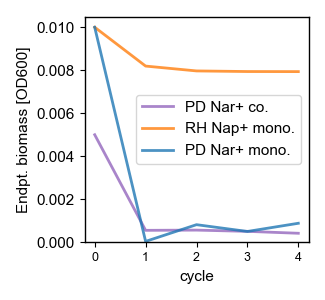 Endpt. biomass [OD600]
0.010
0.008
0.006
0.004
0.002
0.000
PD Nar+ co.
RH Nap+ mono.
PD Nar+ mono.
0 1 2 3 4
cycle